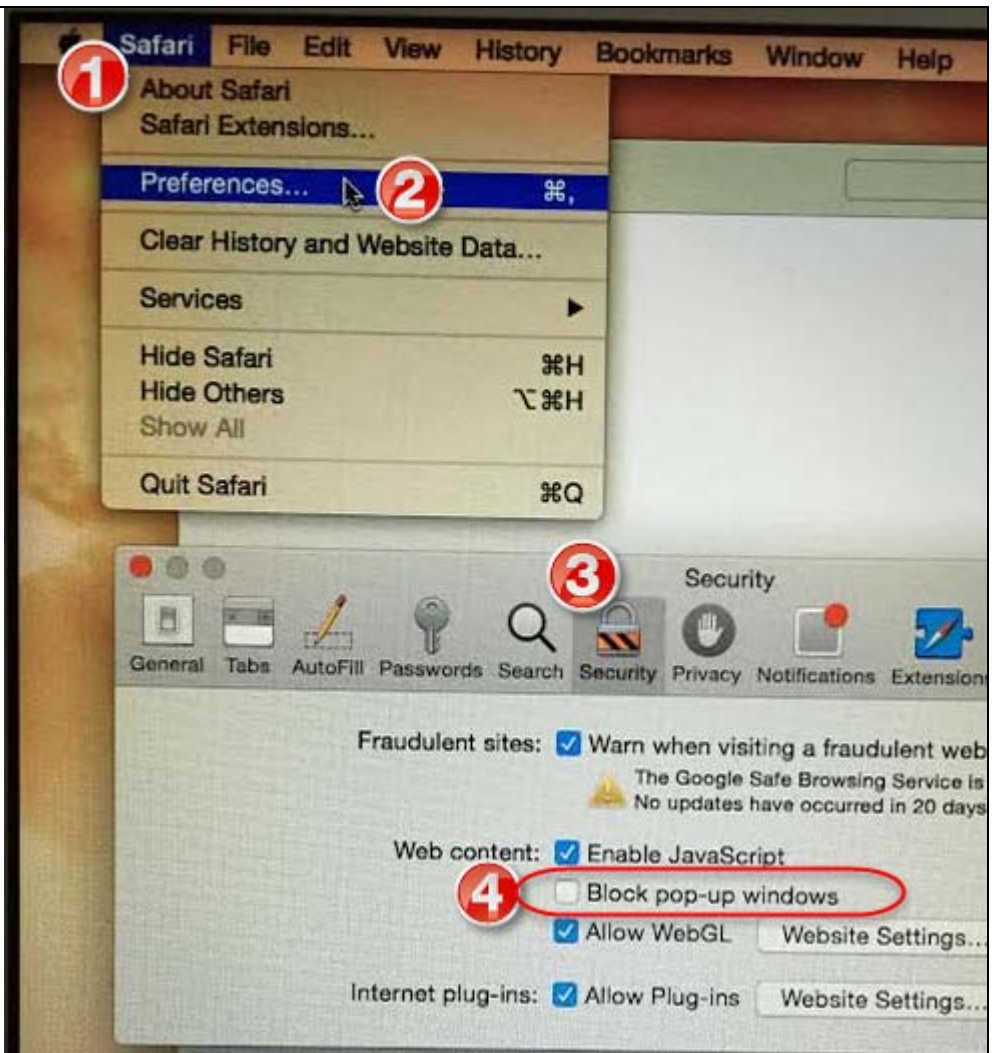 Safari File Edit View History Bookmarks Window Help
1
About Safari
Safari Extensions...
Preferences... 2 ⌘,
Clear History and Website Data...
Services ▶
Hide Safari ⌘H
Hide Others ⌥⌘H
Show All
Quit Safari ⌘Q
3
Security
General Tabs AutoFill Passwords Search Security Privacy Notifications Extension
Fraudulent sites: Warn when visiting a fraudulent web
The Google Safe Browsing Service is
No updates have occurred in 20 days
Web content: Enable JavaScript
4 Block pop-up windows
Allow WebGL Website Settings...
Internet plug-ins: Allow Plug-ins Website Settings...